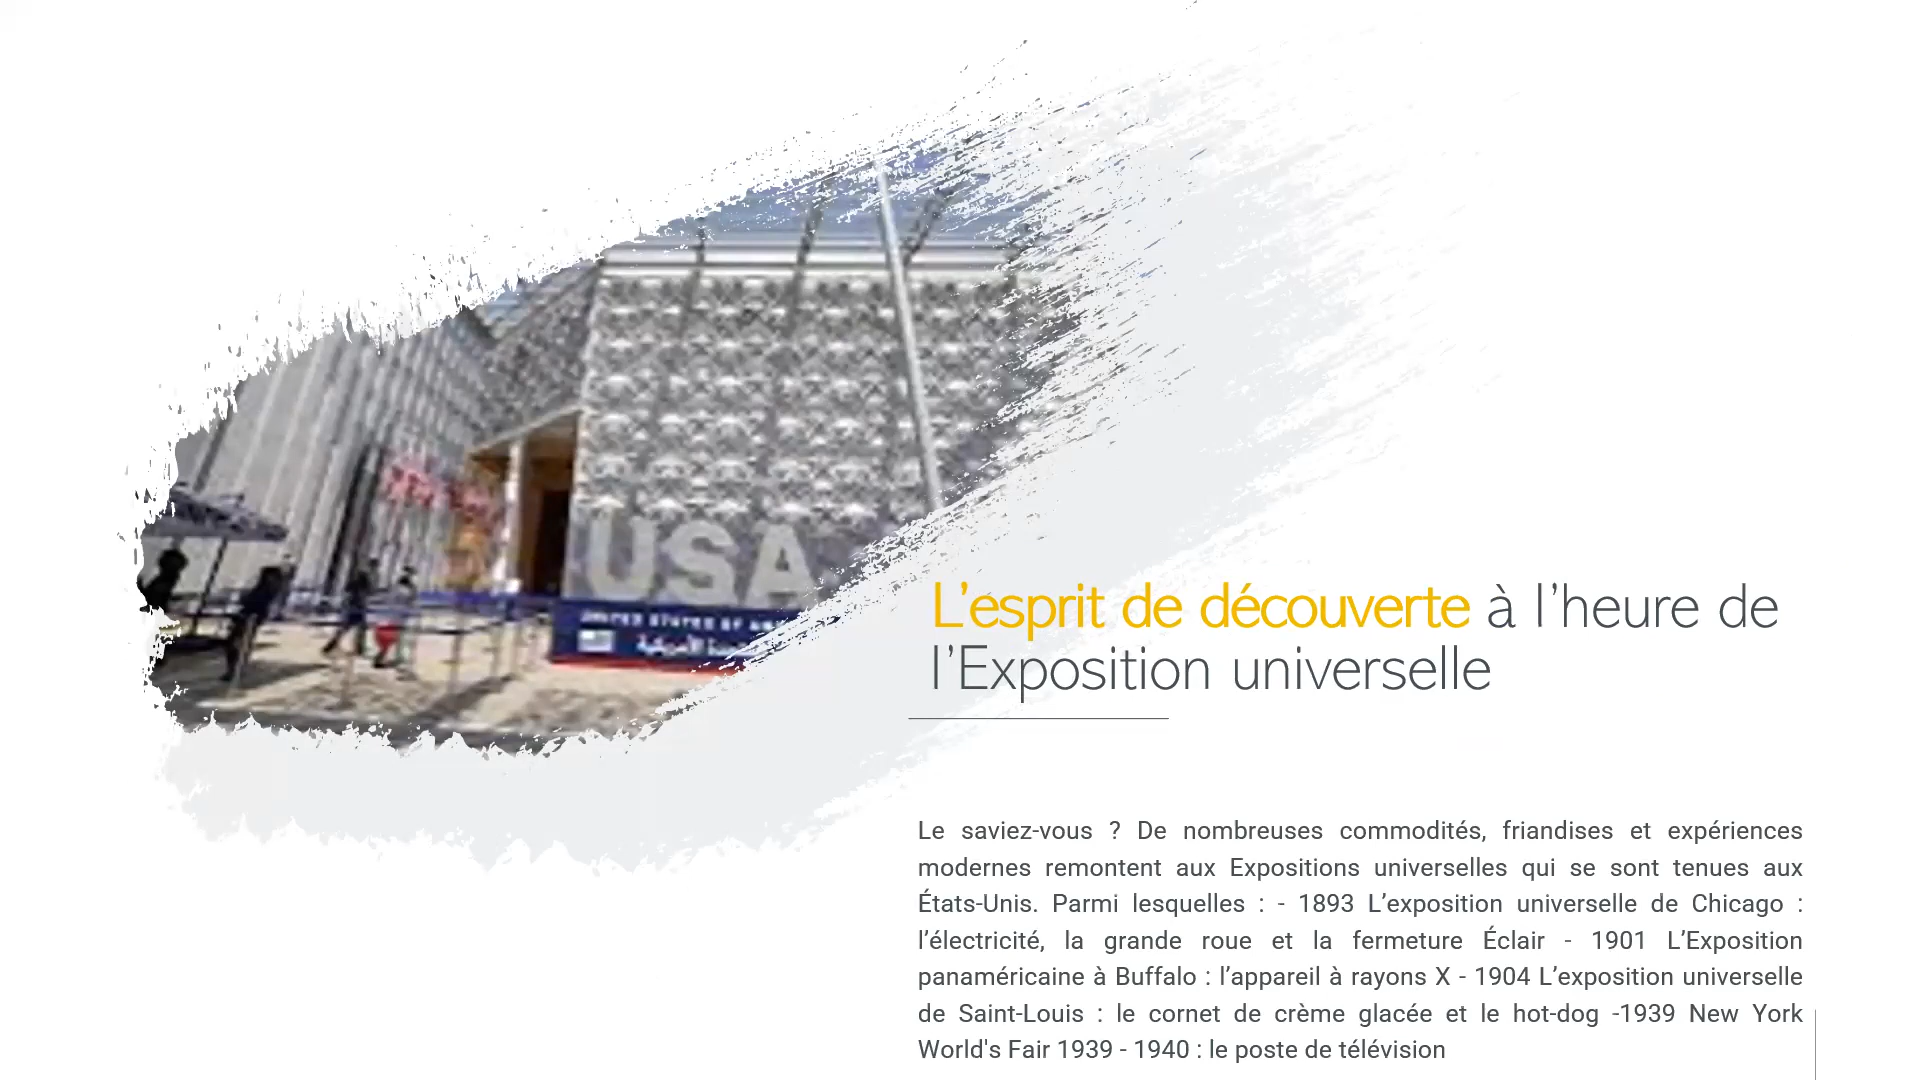 USA
UNITED STATES OF
L’esprit de découverte à l’heure de
l’Exposition universelle
Le saviez-vous ? De nombreuses commodités, friandises et expériences
modernes remontent aux Expositions universelles qui se sont tenues aux
États-Unis. Parmi lesquelles : - 1893 L’exposition universelle de Chicago :
l’électricité, la grande roue et la fermeture Éclair - 1901 L’Exposition
panaméricaine à Buffalo : l’appareil à rayons X - 1904 L’exposition universelle
de Saint-Louis : le cornet de crème glacée et le hot-dog -1939 New York
World's Fair 1939 - 1940 : le poste de télévision